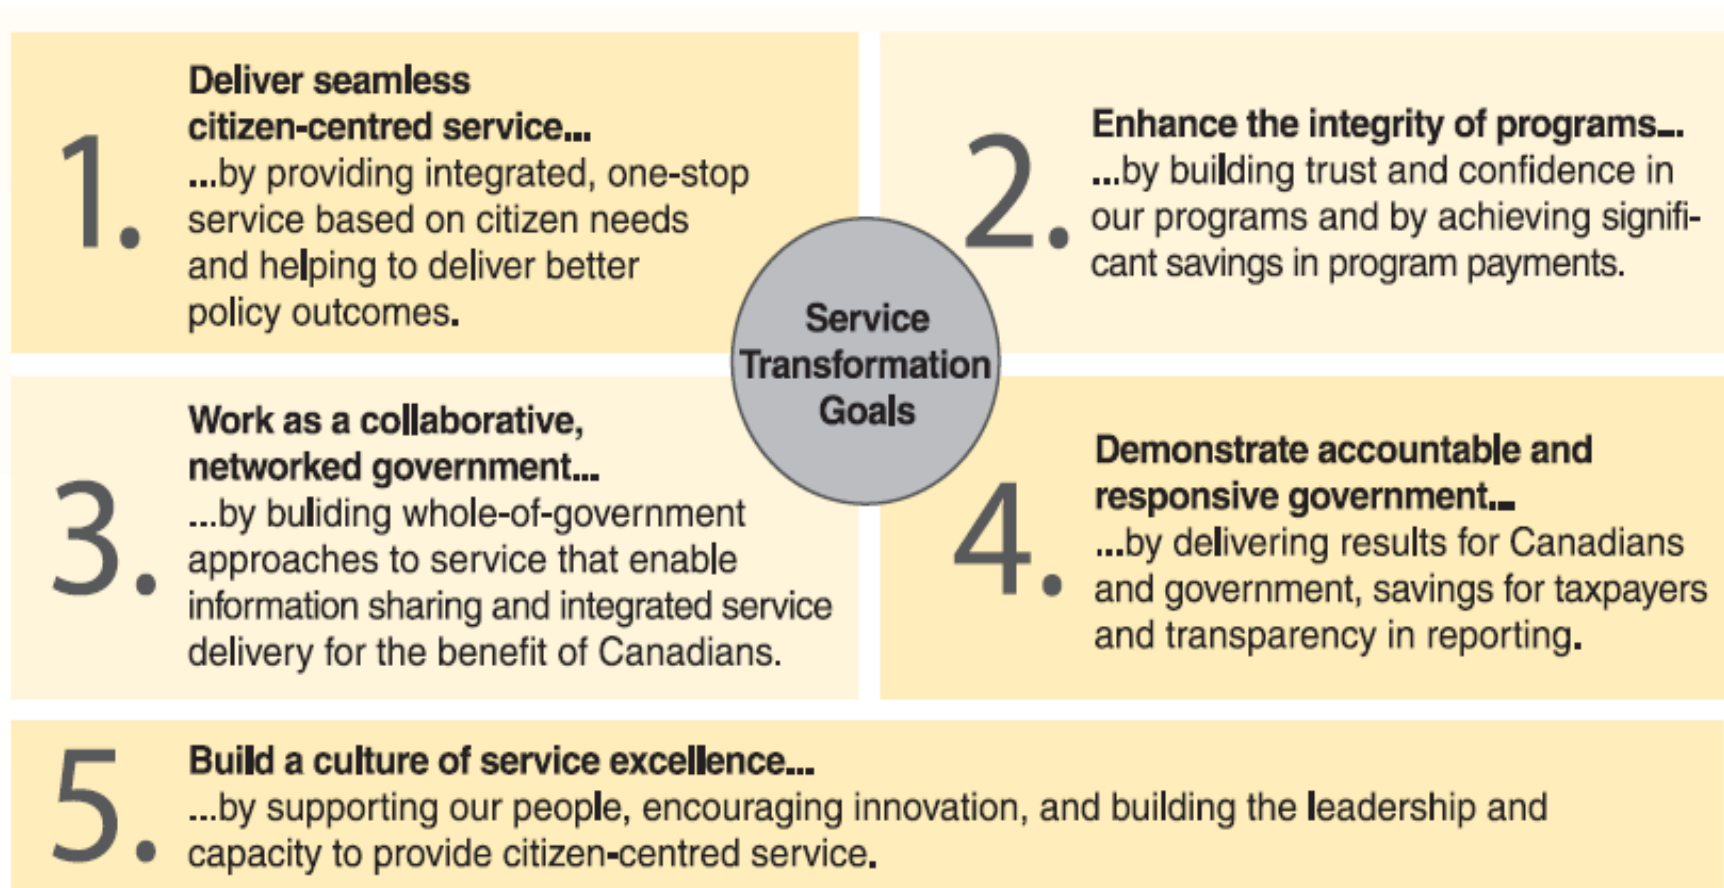 1.
Deliver seamless
citizen-centred service...
...by providing integrated, one-stop
service based on citizen needs
and helping to deliver better
policy outcomes.
2.
Enhance the integrity of programs...
...by building trust and confidence in
our programs and by achieving signifi-
cant savings in program payments.
Service
Transformation
Goals
3.
Work as a collaborative,
networked government...
...by buliding whole-of-government
approaches to service that enable
information sharing and integrated service
delivery for the benefit of Canadians.
4.
Demonstrate accountable and
responsive government...
...by delivering results for Canadians
and government, savings for taxpayers
and transparency in reporting.
5.
Build a culture of service excellence...
...by supporting our people, encouraging innovation, and building the leadership and
capacity to provide citizen-centred service.